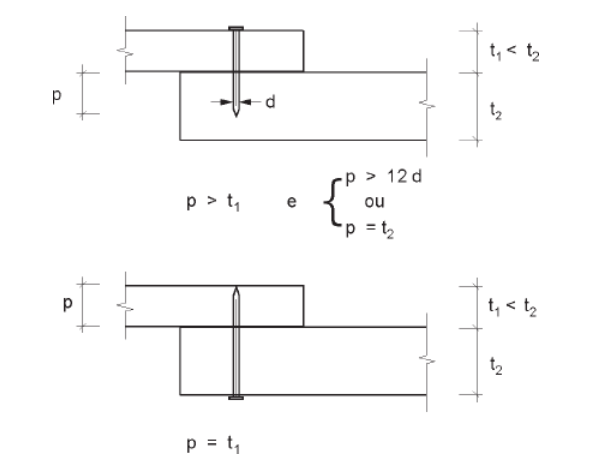 t₁ < t₂
p
d
t₂
p > 12 d
p > t₁ e { ou
p = t₂
p
t₁ < t₂
t₂
p = t₁